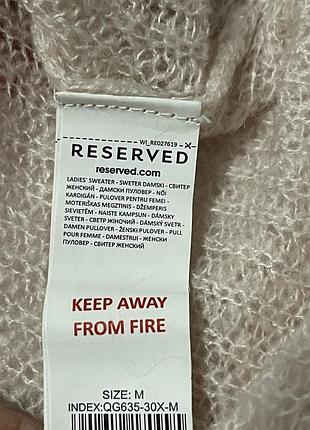 WI_RE027619
RESERVED
reserved.com
LADIES' SWEATER - SWETER DAMSKI - СВИТЕР
ЖЕНСКИЙ - ДАМСКИ ПУЛОВЕР - NŐI
KARDIGÁN - PULOVER PENTRU FEMEI -
MOTERIŠKAS MEGZTINIS - DŽEMPERIS
SIEVIETĒM - NAISTE KAMPSUN - DÁMSKY
SVETER - СВЕТР ЖІНОЧИЙ - DÁMSKÝ SVETR -
DAMEN PULLOVER - ŽENSKI PULOVER - PULL
POUR FEMME - DAMESTRUI - ЖЕНСКИ
ПУЛОВЕР - СВИТЕР ЖЕНСКИЙ
KEEP AWAY
FROM FIRE
SIZE: M
INDEX:QG635-30X-M